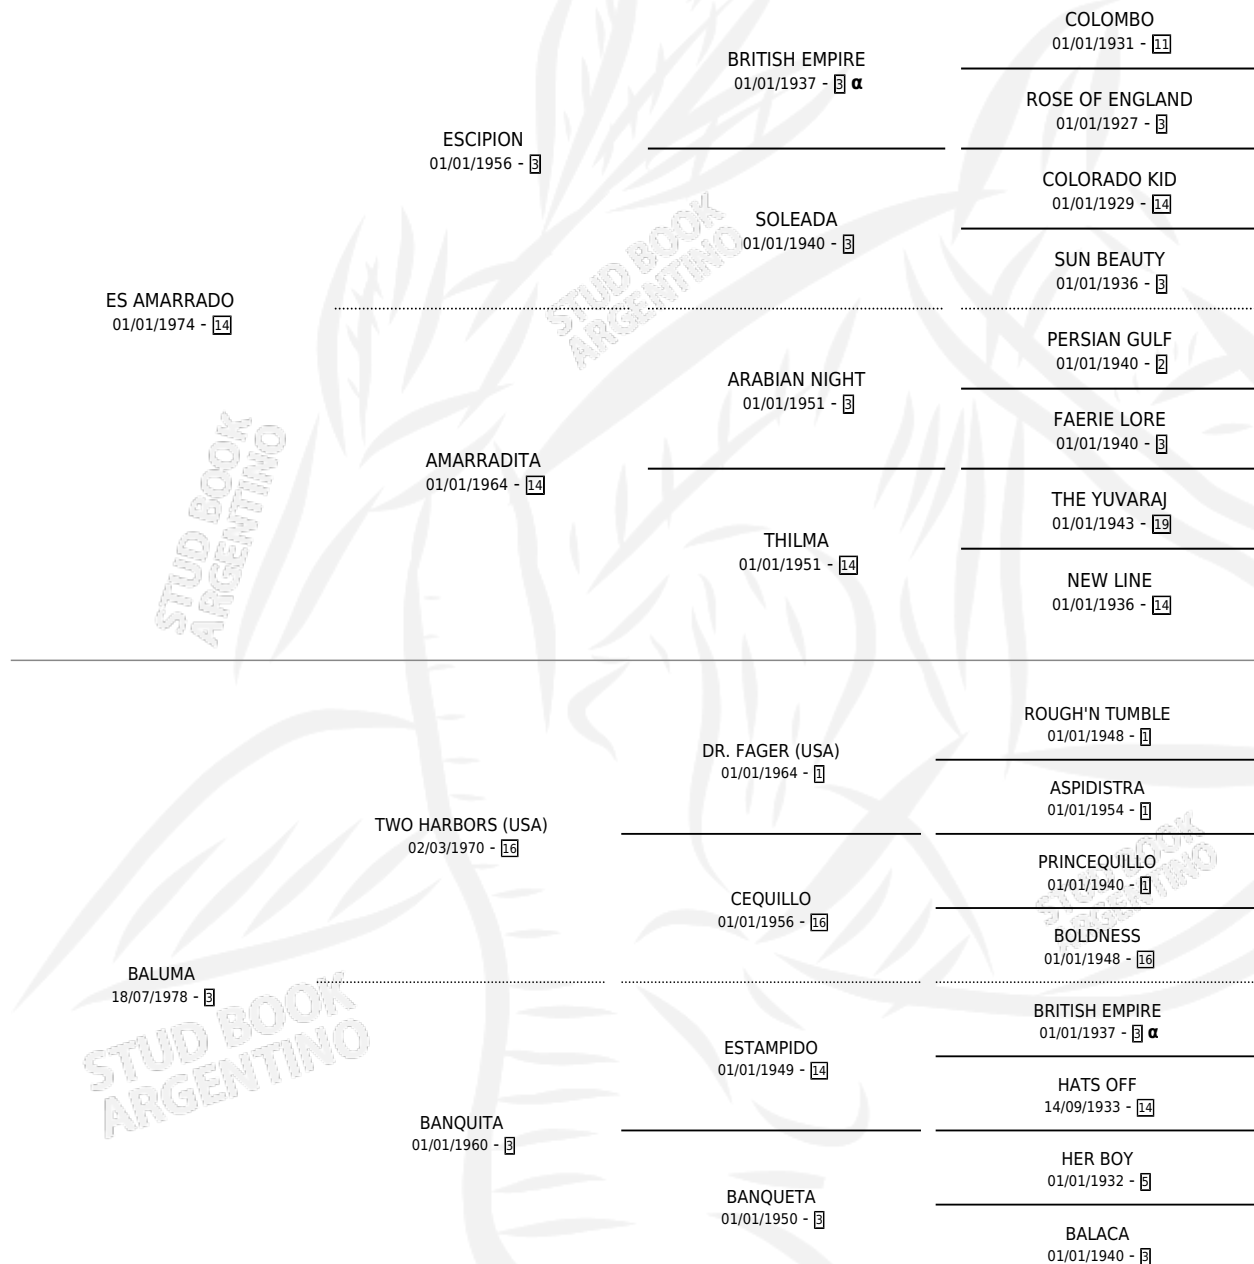 COLOMBO
01/01/1931 - 11
BRITISH EMPIRE
01/01/1937 - 3 α
ROSE OF ENGLAND
01/01/1927 - 3
ESCIPION
01/01/1956 - 3
COLORADO KID
01/01/1929 - 14
SOLEADA
01/01/1940 - 3
SUN BEAUTY
01/01/1936 - 3
STUD BOOK
ARGENTINO
ES AMARRADO
01/01/1974 - 14
PERSIAN GULF
01/01/1940 - 2
ARABIAN NIGHT
01/01/1951 - 3
FAERIE LORE
01/01/1940 - 3
AMARRADITA
01/01/1964 - 14
THE YUVARAJ
01/01/1943 - 19
THILMA
01/01/1951 - 14
NEW LINE
01/01/1936 - 14
STUD BOOK
ARGENTINO
ROUGH'N TUMBLE
01/01/1948 - 1
DR. FAGER (USA)
01/01/1964 - 1
ASPIDISTRA
01/01/1954 - 1
TWO HARBORS (USA)
02/03/1970 - 16
PRINCEQUILLO
01/01/1940 - 1
STUD BOOK
ARGENTINO
CEQUILLO
01/01/1956 - 16
BOLDNESS
01/01/1948 - 16
BALUMA
18/07/1978 - 3
STUD BOOK
ARGENTINO
BRITISH EMPIRE
01/01/1937 - 3 α
ESTAMPIDO
01/01/1949 - 14
HATS OFF
14/09/1933 - 14
BANQUITA
01/01/1960 - 3
HER BOY
01/01/1932 - 5
BANQUETA
01/01/1950 - 3
BALACA
01/01/1940 - 3